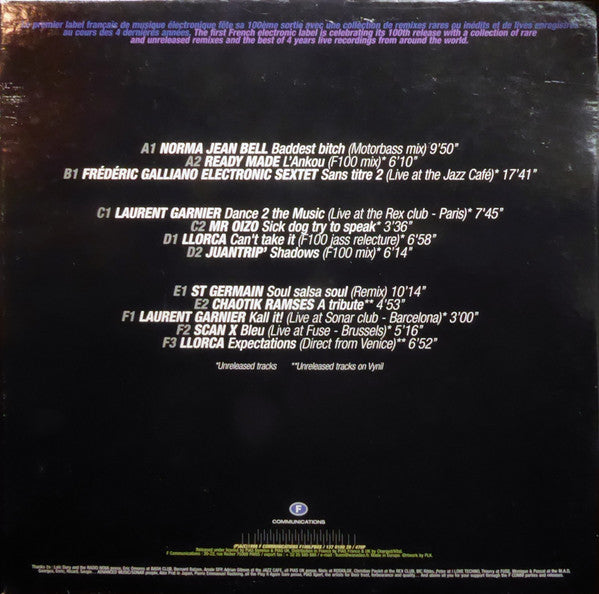 premier label français de musique électronique fête sa 100ème sortie avec une collection de remixes rares ou inédits et de lives enregistrés
au cours des 4 dernières années. The first French electronic label is celebrating its 100th release with a collection of rare
and unreleased remixes and the best of 4 years live recordings from around the world.
A1 NORMA JEAN BELL Baddest bitch (Motorbass mix) 9'50"
A2 READY MADE L'Ankou (F100 mix)* 6'10"
B1 FRÉDÉRIC GALLIANO ELECTRONIC SEXTET Sans titre 2 (Live at the Jazz Café)* 17'41"
C1 LAURENT GARNIER Dance 2 the Music (Live at the Rex club - Paris)* 7'45"
C2 MR OIZO Sick dog try to speak* 3'36"
D1 LLORCA Can't take it (F100 jass relecture)* 6'58"
D2 JUANTRIP' Shadows (F100 mix)* 6'14"
E1 ST GERMAIN Soul salsa soul (Remix) 10'14"
E2 CHAOTIK RAMSES A tribute** 4'53"
F1 LAURENT GARNIER Kall it! (Live at Sonar club - Barcelona)* 3'00"
F2 SCAN X Bleu (Live at Fuse - Brussels)* 5'16"
F3 LLORCA Expectations (Direct from Venice)** 6'52"
*Unreleased tracks **Unreleased tracks on Vynil
F
COMMUNICATIONS